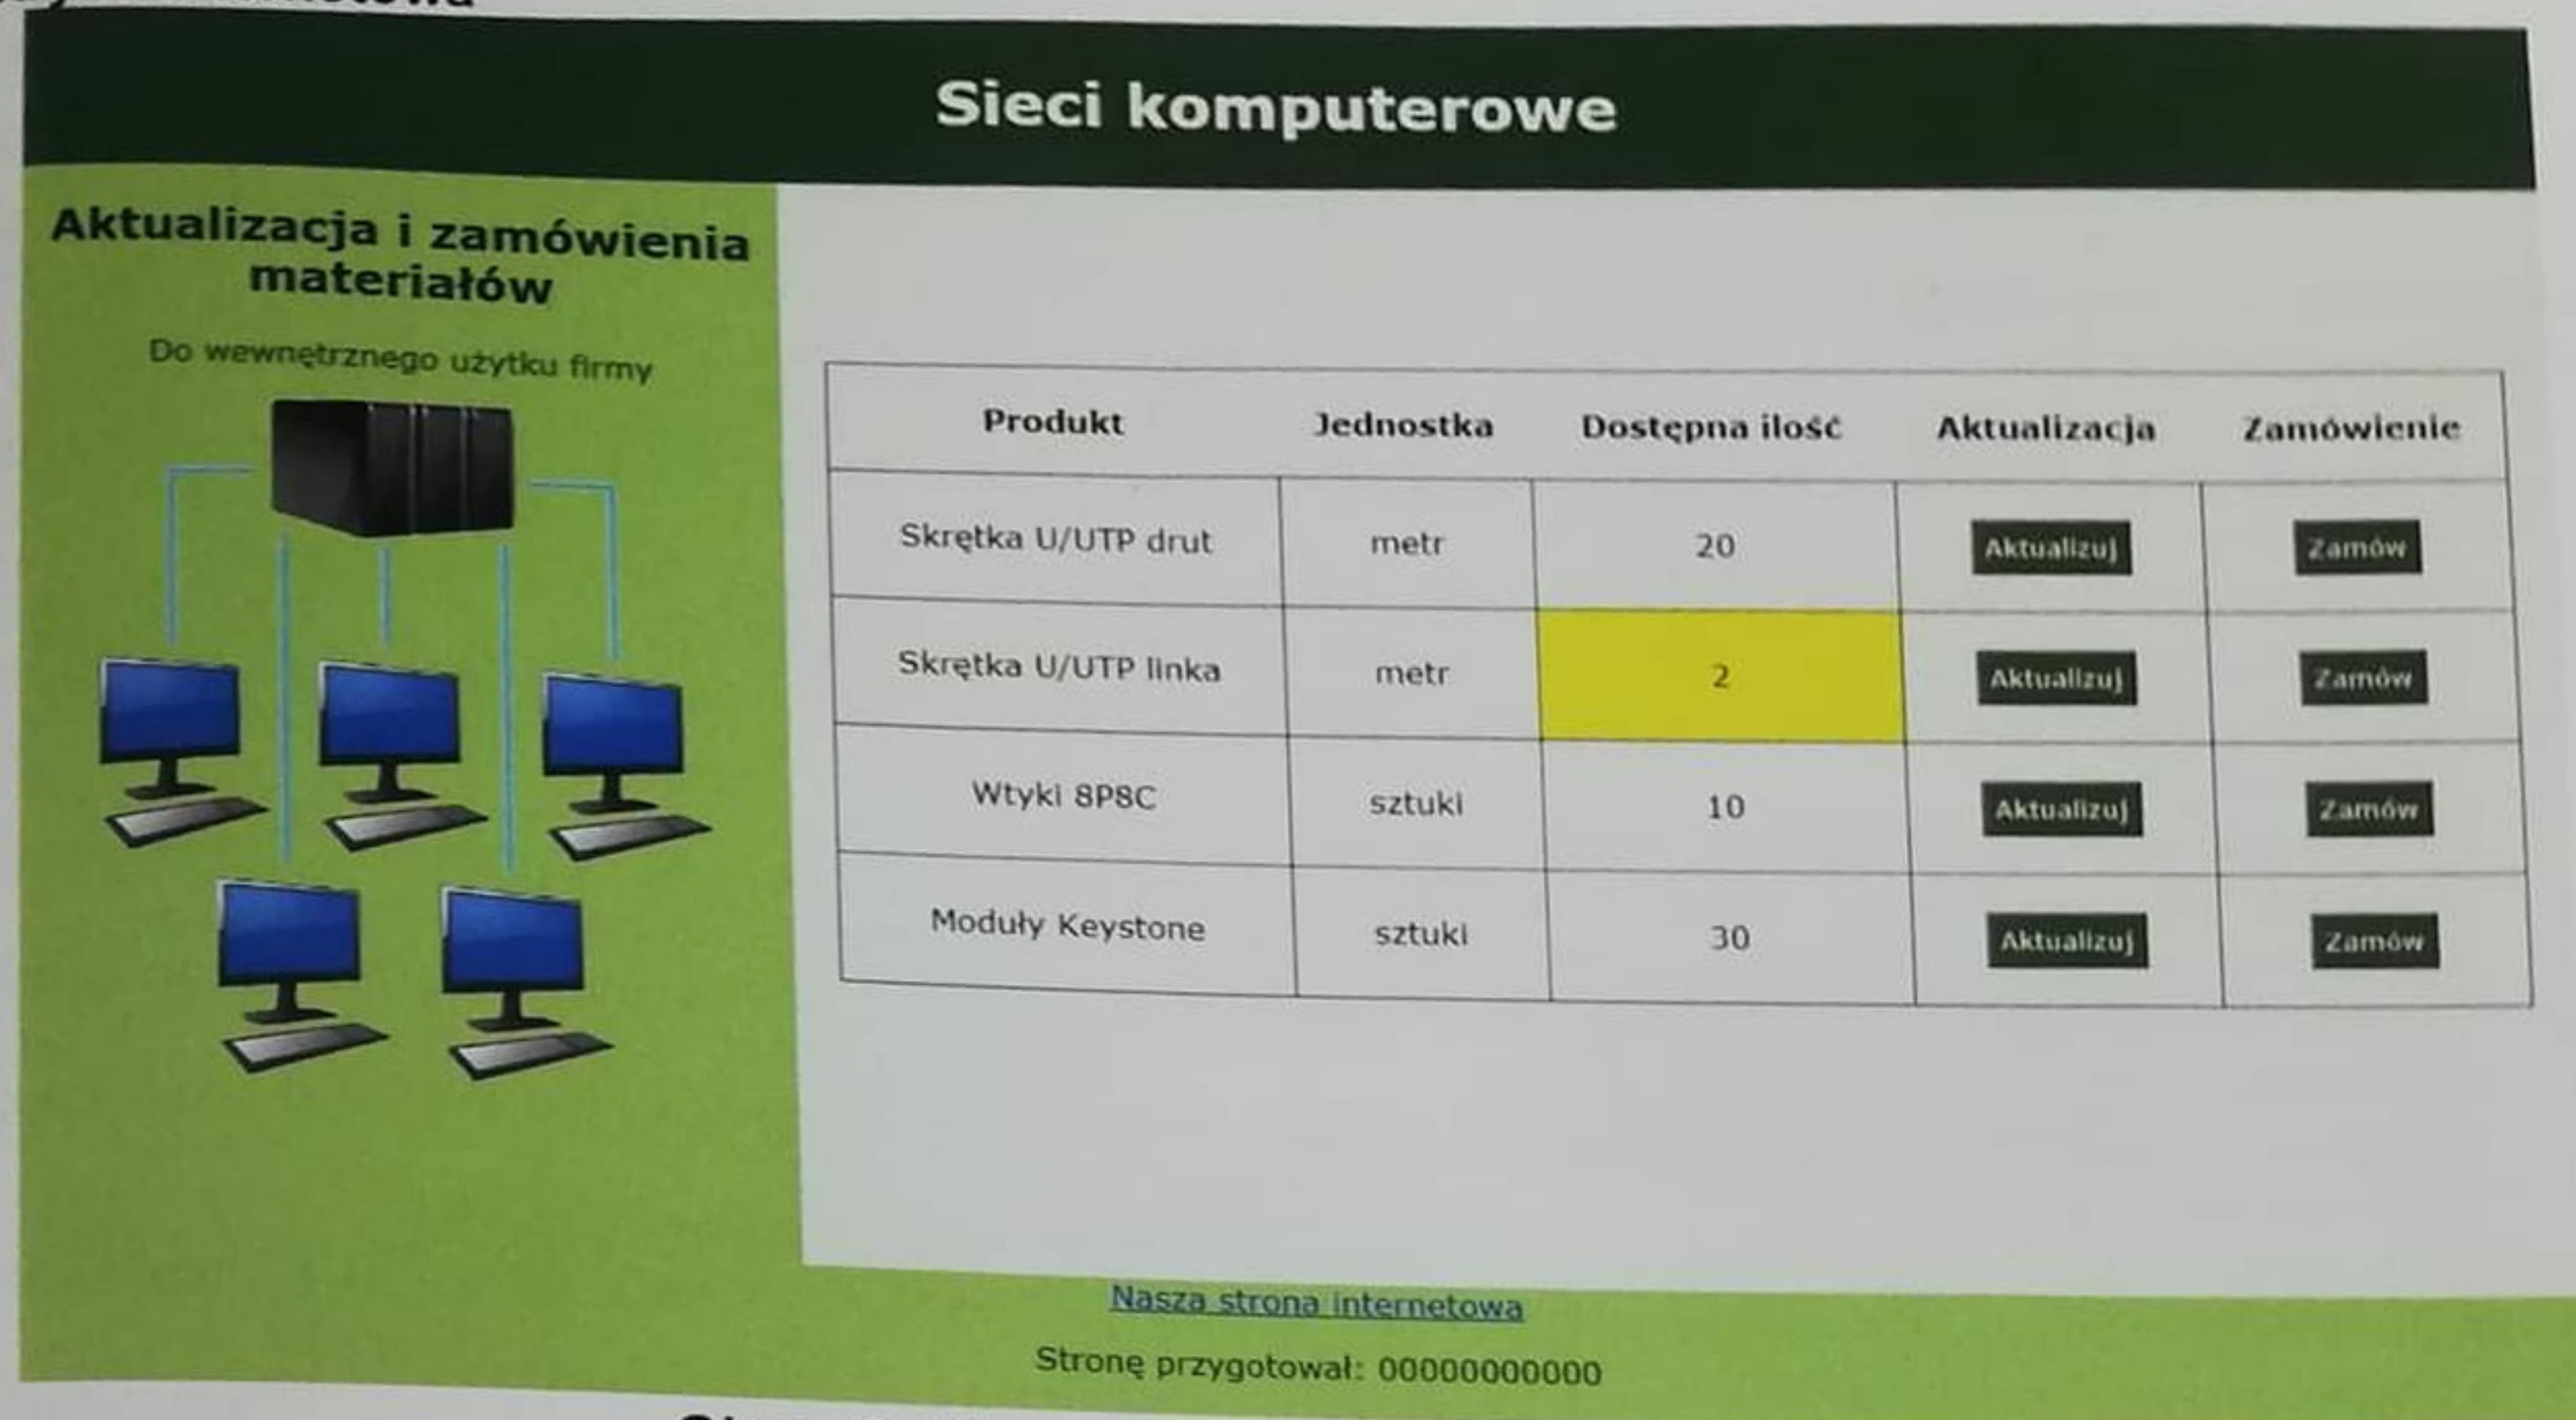 Sieci komputerowe
Aktualizacja i zamówienia
materiałów
Do wewnętrznego użytku firmy
Produkt Jednostka Dostępna ilość Aktualizacja Zamówienie
Skrętka U/UTP drut metr 20 Aktualizuj Zamów
Skrętka U/UTP linka metr 2 Aktualizuj Zamów
Wtyki 8P8C sztuki 10 Aktualizuj Zamów
Moduły Keystone sztuki 30 Aktualizuj Zamów
Nasza strona internetowa
Stronę przygotował: 00000000000